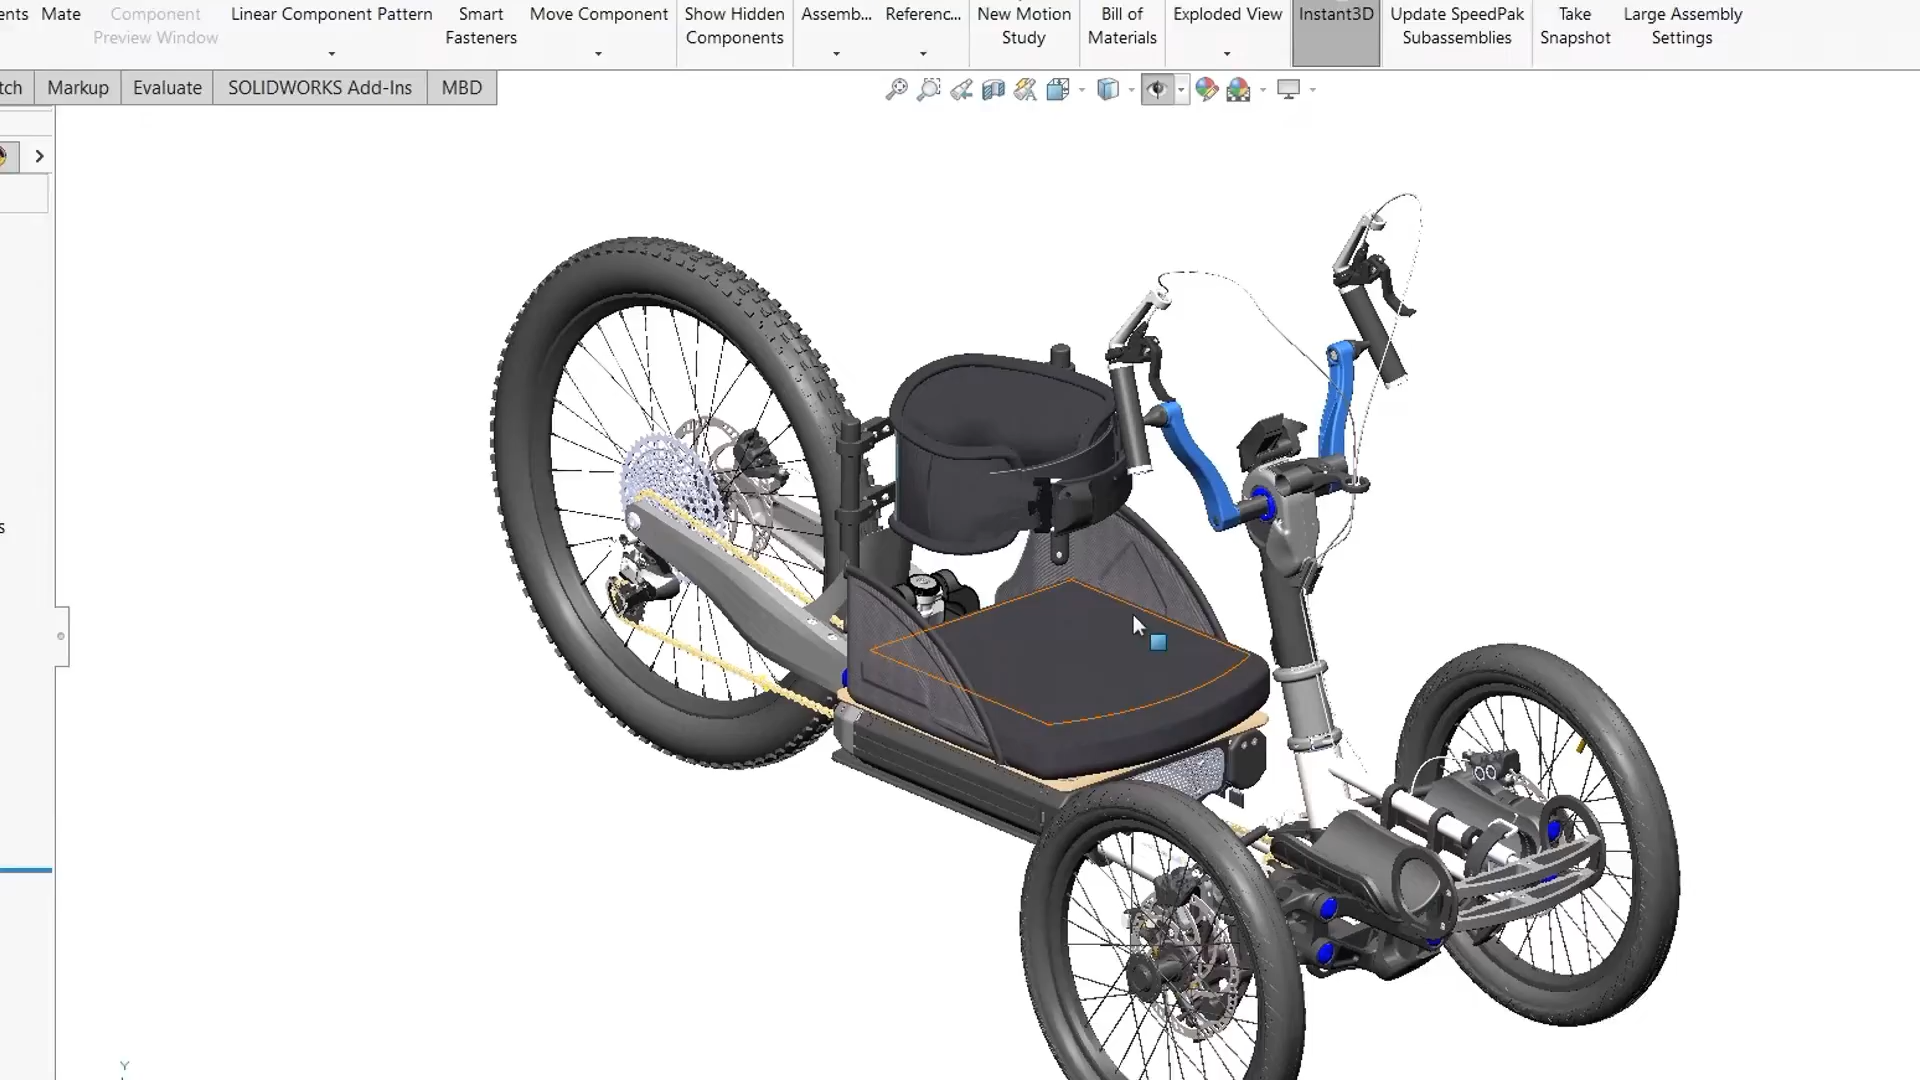 ents Mate Component Linear Component Pattern Smart Move Component Show Hidden Assemb... Referenc... New Motion Bill of Exploded View Instant3D Update SpeedPak Take Large Assembly
Preview Window Fasteners Components Study Materials Subassemblies Snapshot Settings
tch Markup Evaluate SOLIDWORKS Add-Ins MBD
s
Y